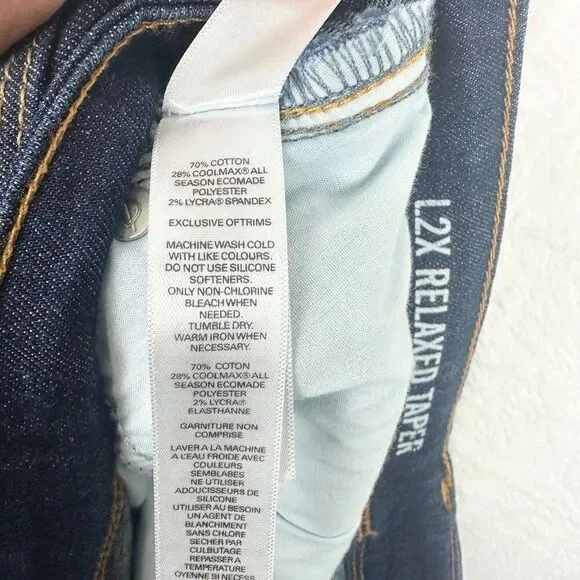 70% COTTON
28% COOLMAX® ALL
SEASON ECOMADE
POLYESTER
2% LYCRA® SPANDEX
EXCLUSIVE OF TRIMS
MACHINE WASH COLD
WITH LIKE COLOURS.
DO NOT USE SILICONE
SOFTENERS.
ONLY NON-CHLORINE
BLEACH WHEN
NEEDED.
TUMBLE DRY.
WARM IRON WHEN
NECESSARY.
70% COTON
28% COOLMAX® ALL
SEASON ECOMADE
POLYESTER
2% LYCRA®
ELASTHANNE
GARNITURE NON
COMPRISE
LAVER A LA MACHINE
A L'EAU FROIDE AVEC
COULEURS
SEMBLABES
NE UTILISER
ADOUCISSEURS DE
SILICONE
UTILISER AU BESOIN
UN AGENT DE
BLANCHIMENT
SANS CHLORE
SECHER PAR
CULBUTAGE
REPASSER A
TEMPERATURE
OYENNE SI NECESS
L2X RELAXED TAPER